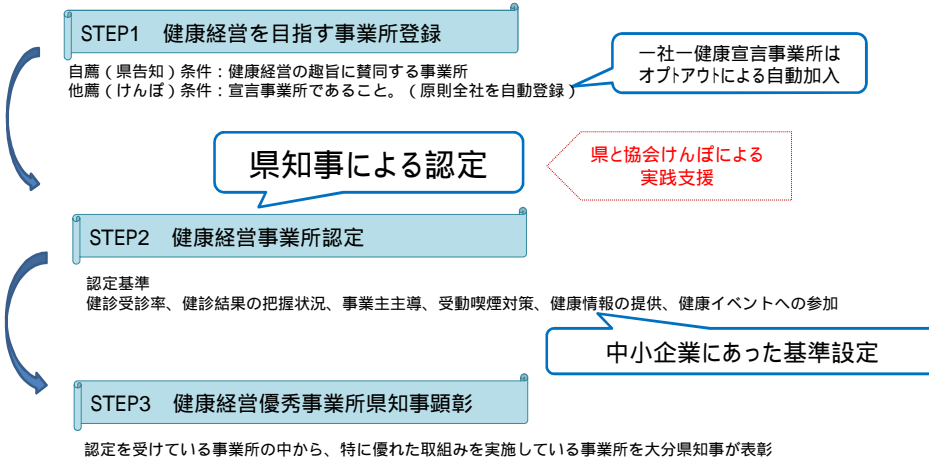 STEP1 健康経営を目指す事業所登録
自薦(県告知)条件:健康経営の趣旨に賛同する事業所
他薦(けんぽ)条件:宣言事業所であること。(原則全社を自動登録)
一社一健康宣言事業所は
オプトアウトによる自動加入
県知事による認定
県と協会けんぽによる
実践支援
STEP2 健康経営事業所認定
認定基準
健診受診率、健診結果の把握状況、事業主主導、受動喫煙対策、健康情報の提供、健康イベントへの参加
中小企業にあった基準設定
STEP3 健康経営優秀事業所県知事顕彰
認定を受けている事業所の中から、特に優れた取組みを実施している事業所を大分県知事が表彰